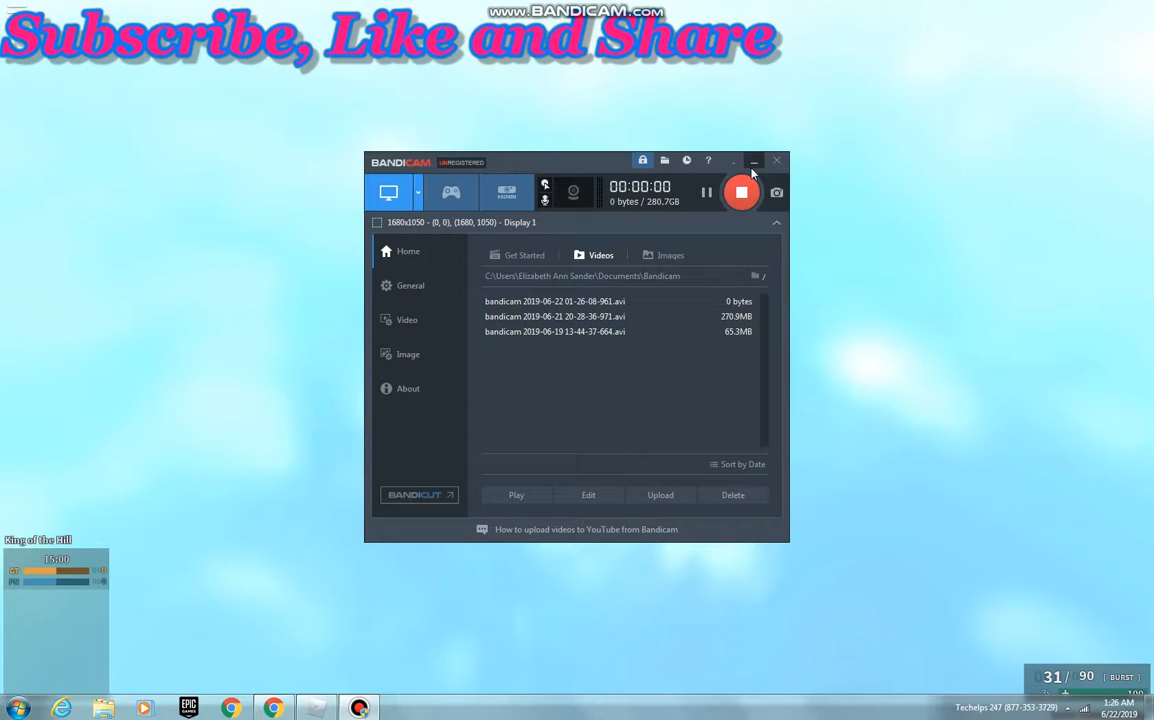 www.BANDICAM.com
Subscribe, Like and Share
BANDICAM UNREGISTERED
HDMI
00:00:00
0 bytes / 280.7GB
1680x1050 - (0, 0), (1680, 1050) - Display 1
Home
General
Video
Image
About
BANDICUT
Get Started
Videos
Images
C:\Users\Elizabeth Ann Sander\Documents\Bandicam
bandicam 2019-06-22 01-26-08-961.avi 0 bytes
bandicam 2019-06-21 20-28-36-971.avi 270.9MB
bandicam 2019-06-19 13-44-37-664.avi 65.3MB
Sort by Date
Play Edit Upload Delete
How to upload videos to YouTube from Bandicam
King of the Hill
15:00
31/ 90 [ BURST ]
EPIC GAMES
Techelps 247 (877-353-3729)
1:26 AM
6/22/2019